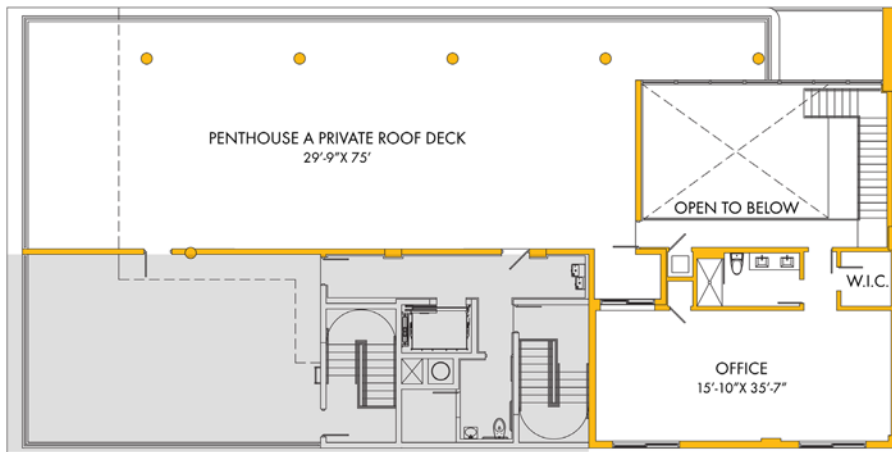 PENTHOUSE A PRIVATE ROOF DECK
29'-9"X 75'
OPEN TO BELOW
W.I.C.
OFFICE
15'-10"X 35'-7"